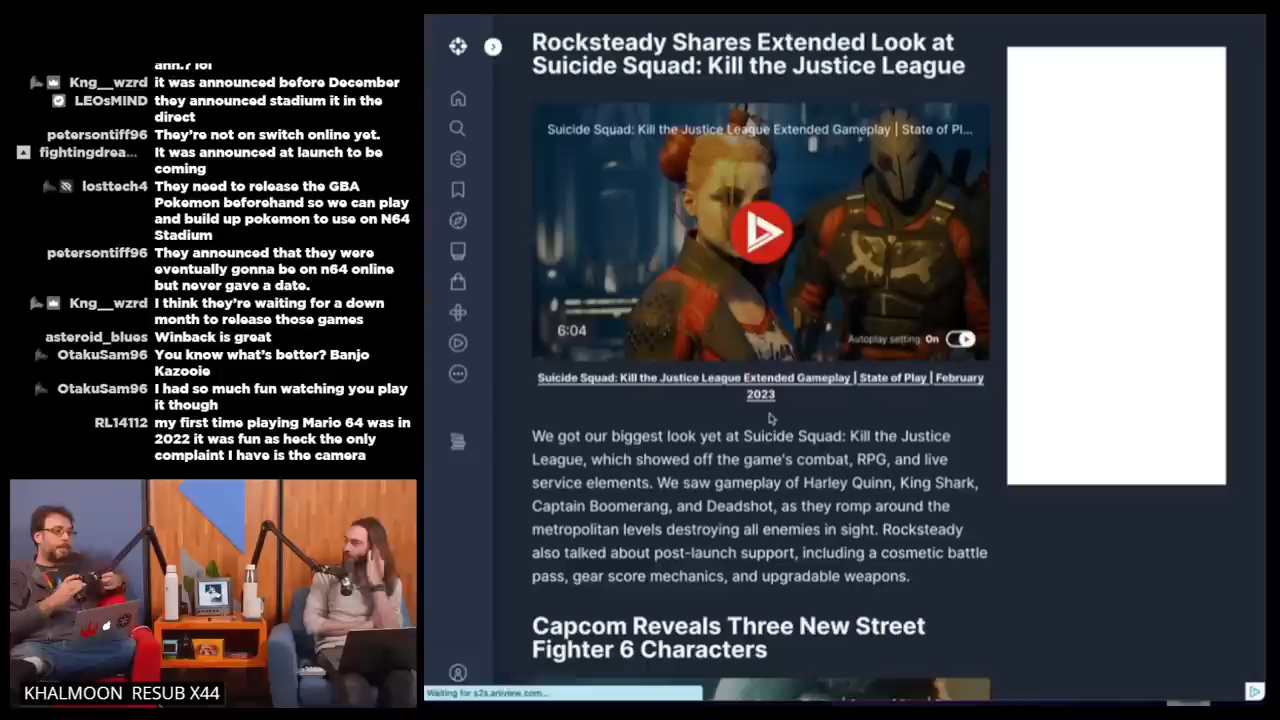 ann.? lol
Kng__wzrd it was announced before December
LEOsMIND they announced stadium it in the
direct
petersontiff96 They're not on switch online yet.
fightingdrea... It was announced at launch to be
coming
losttech4 They need to release the GBA
Pokemon beforehand so we can play
and build up pokemon to use on N64
Stadium
petersontiff96 They announced that they were
eventually gonna be on n64 online
but never gave a date.
Kng__wzrd I think they're waiting for a down
month to release those games
asteroid_blues Winback is great
OtakuSam96 You know what's better? Banjo
Kazooie
OtakuSam96 I had so much fun watching you play
it though
RL14112 my first time playing Mario 64 was in
2022 it was fun as heck the only
complaint I have is the camera
KHALMOON RESUB X44
Rocksteady Shares Extended Look at
Suicide Squad: Kill the Justice League
Suicide Squad: Kill the Justice League Extended Gameplay | State of Pl...
6:04
Autoplay setting: On
Suicide Squad: Kill the Justice League Extended Gameplay | State of Play | February
2023
We got our biggest look yet at Suicide Squad: Kill the Justice
League, which showed off the game's combat, RPG, and live
service elements. We saw gameplay of Harley Quinn, King Shark,
Captain Boomerang, and Deadshot, as they romp around the
metropolitan levels destroying all enemies in sight. Rocksteady
also talked about post-launch support, including a cosmetic battle
pass, gear score mechanics, and upgradable weapons.
Capcom Reveals Three New Street
Fighter 6 Characters
Waiting for s2s.aniview.com...